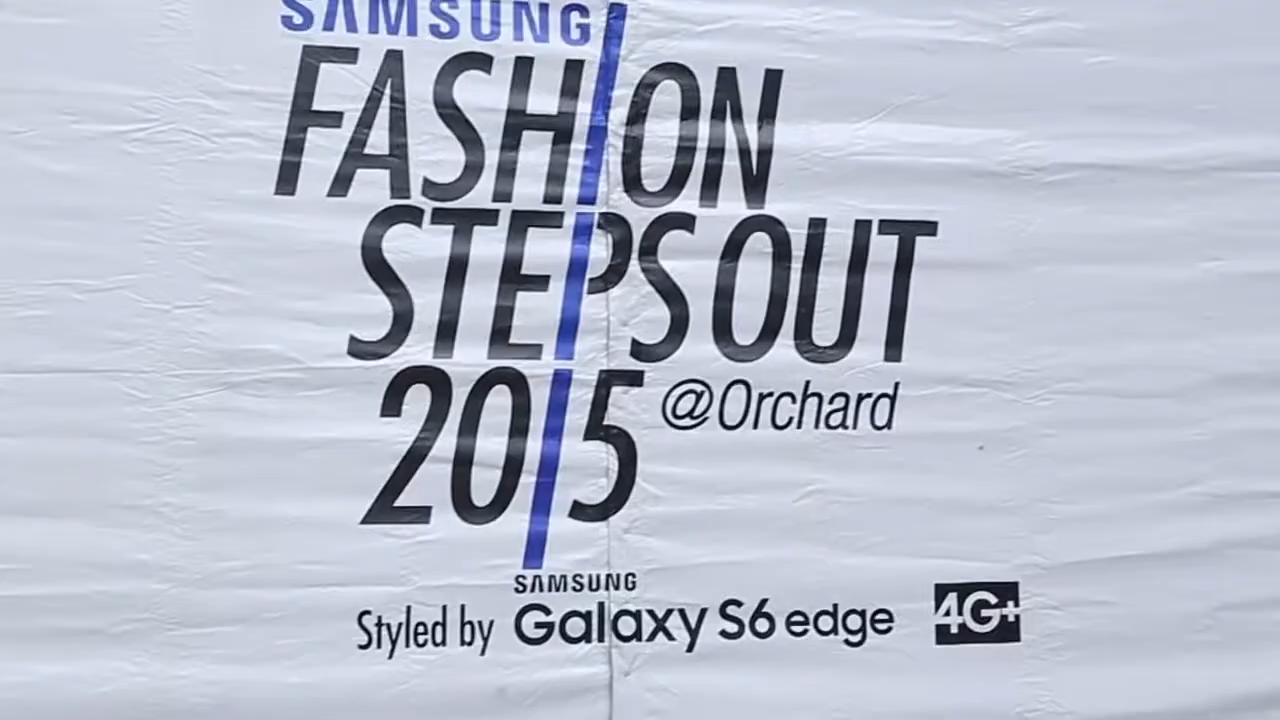 SAMSUNG
FASHION
STEPS OUT
2015 @Orchard
SAMSUNG
Styled by Galaxy S6 edge 4G+